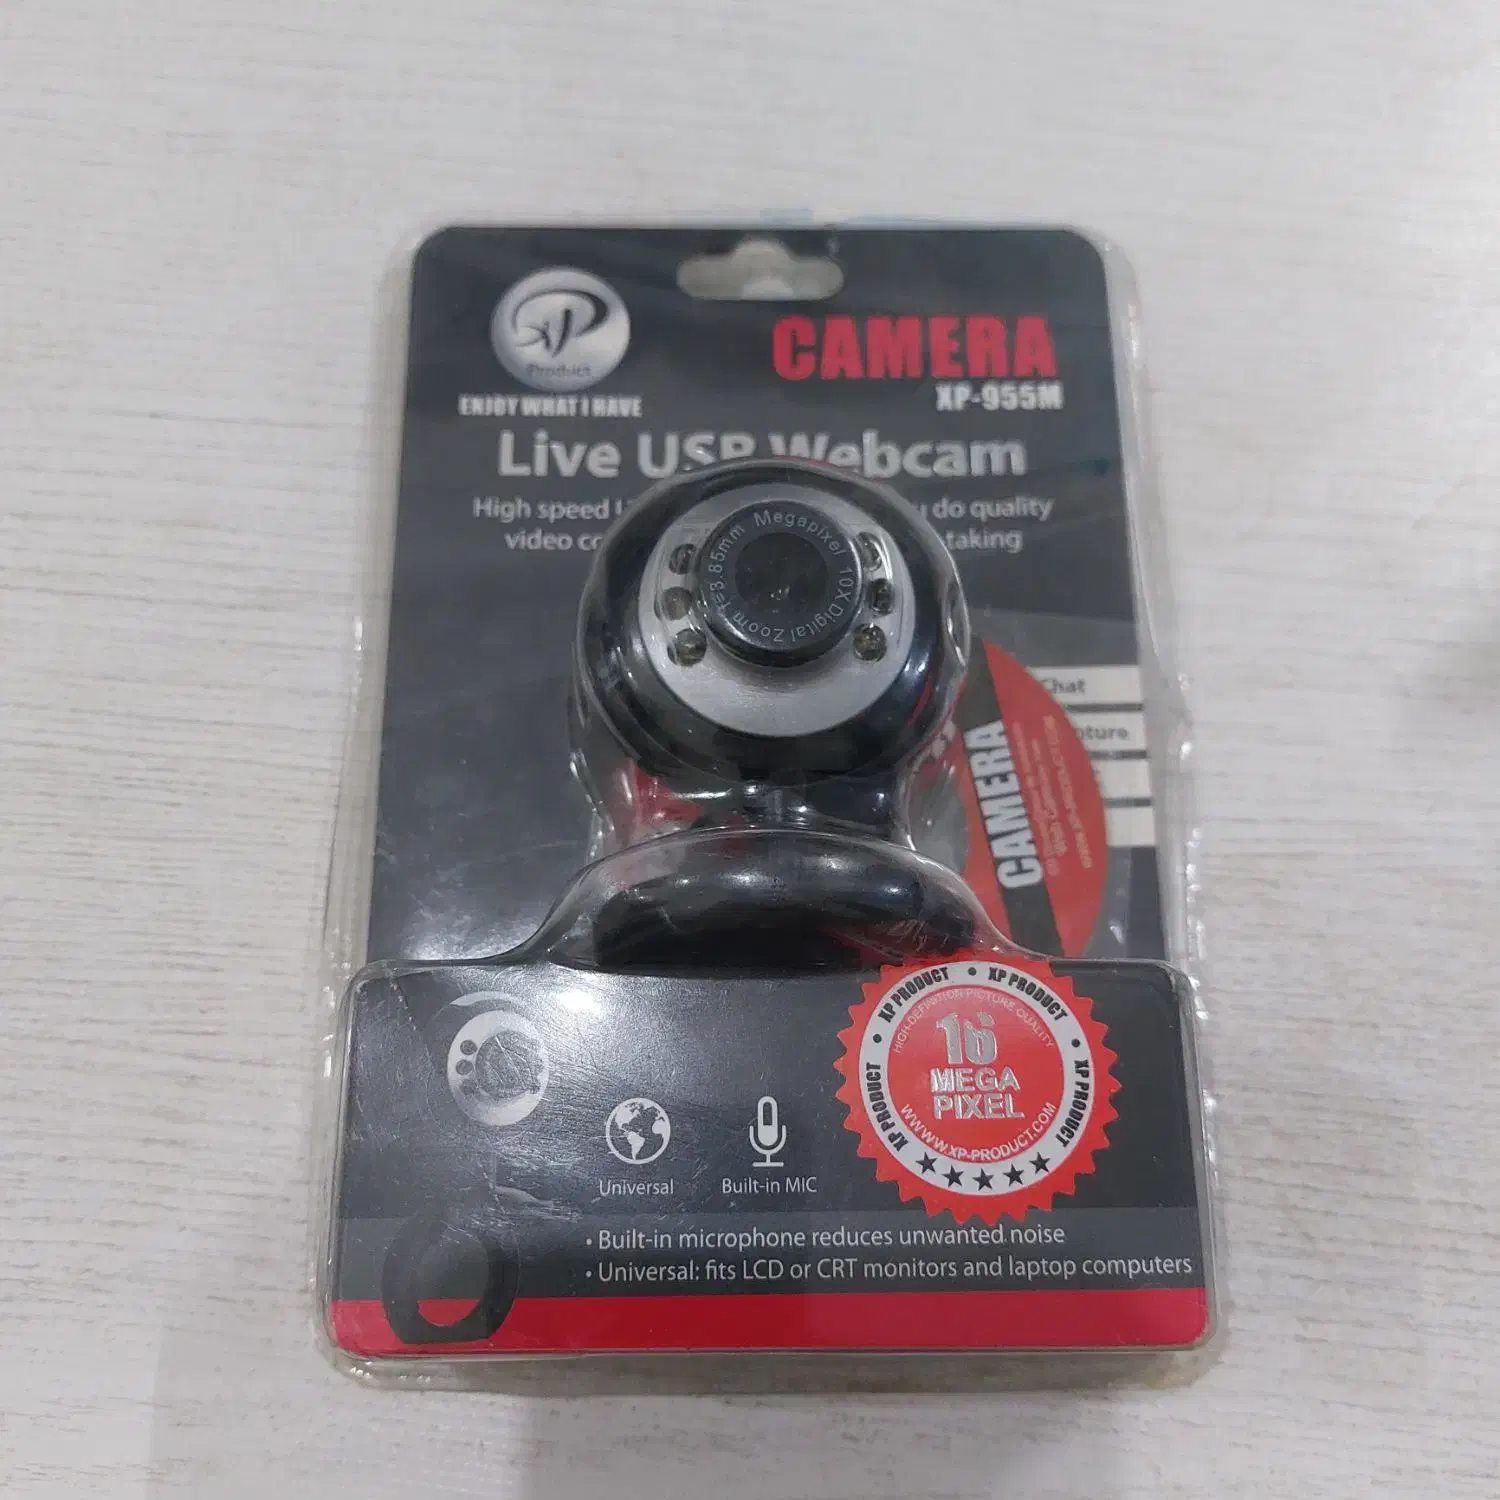 XP
Product
ENJOY WHAT I HAVE
CAMERA
XP-955M
Live USB Webcam
High speed do quality
video taking
Megapixel 10X Digital Zoom f=3.85mm
Chat
CAMERA
XP PRODUCT • XP PRODUCT • XP PRODUCT • XP PRODUCT •
HIGH-DEFINITION PICTURE QUALITY
16
MEGA
PIXEL
WWW.XP-PRODUCT.COM
Universal
Built-in MIC
• Built-in microphone reduces unwanted noise
• Universal: fits LCD or CRT monitors and laptop computers